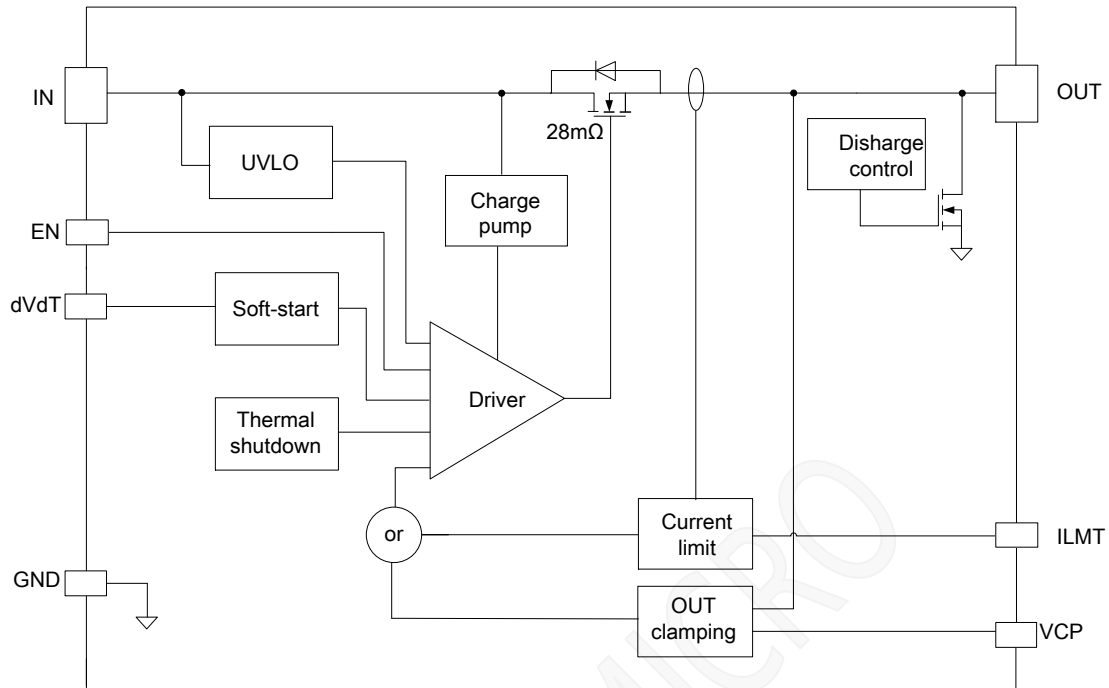 IN
OUT
28mΩ
Disharge
control
UVLO
Charge
pump
EN
dVdT
Soft-start
Driver
Thermal
shutdown
or
Current
limit
ILMT
GND
OUT
clamping
VCP
MICRO